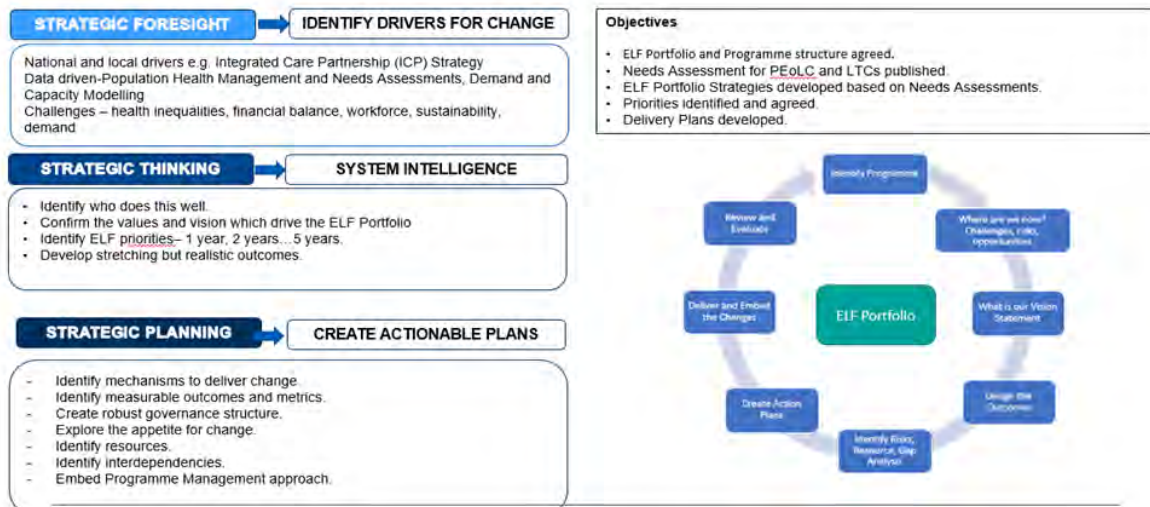 STRATEGIC FORESIGHT
IDENTIFY DRIVERS FOR CHANGE
National and local drivers e.g. Integrated Care Partnership (ICP) Strategy
Data driven-Population Health Management and Needs Assessments, Demand and
Capacity Modelling
Challenges – health inequalities, financial balance, workforce, sustainability,
demand
STRATEGIC THINKING
SYSTEM INTELLIGENCE
• Identify who does this well.
• Confirm the values and vision which drive the ELF Portfolio
• Identify ELF priorities– 1 year, 2 years…5 years.
• Develop stretching but realistic outcomes.
STRATEGIC PLANNING
CREATE ACTIONABLE PLANS
- Identify mechanisms to deliver change
- Identify measurable outcomes and metrics.
- Create robust governance structure.
- Explore the appetite for change.
- Identify resources.
- Identify interdependencies.
- Embed Programme Management approach.
Objectives
• ELF Portfolio and Programme structure agreed.
• Needs Assessment for PEoLC and LTCs published.
• ELF Portfolio Strategies developed based on Needs Assessments.
• Priorities identified and agreed.
• Delivery Plans developed.
Identify Programme
Where are we now?
Challenges, risks,
opportunities
What is our Vision
Statement
Design the
Outcomes
Identify Risks,
Resource, Gap
Analysis
Create Action
Plans
Deliver and Embed
the Changes
Review and
Evaluate
ELF Portfolio